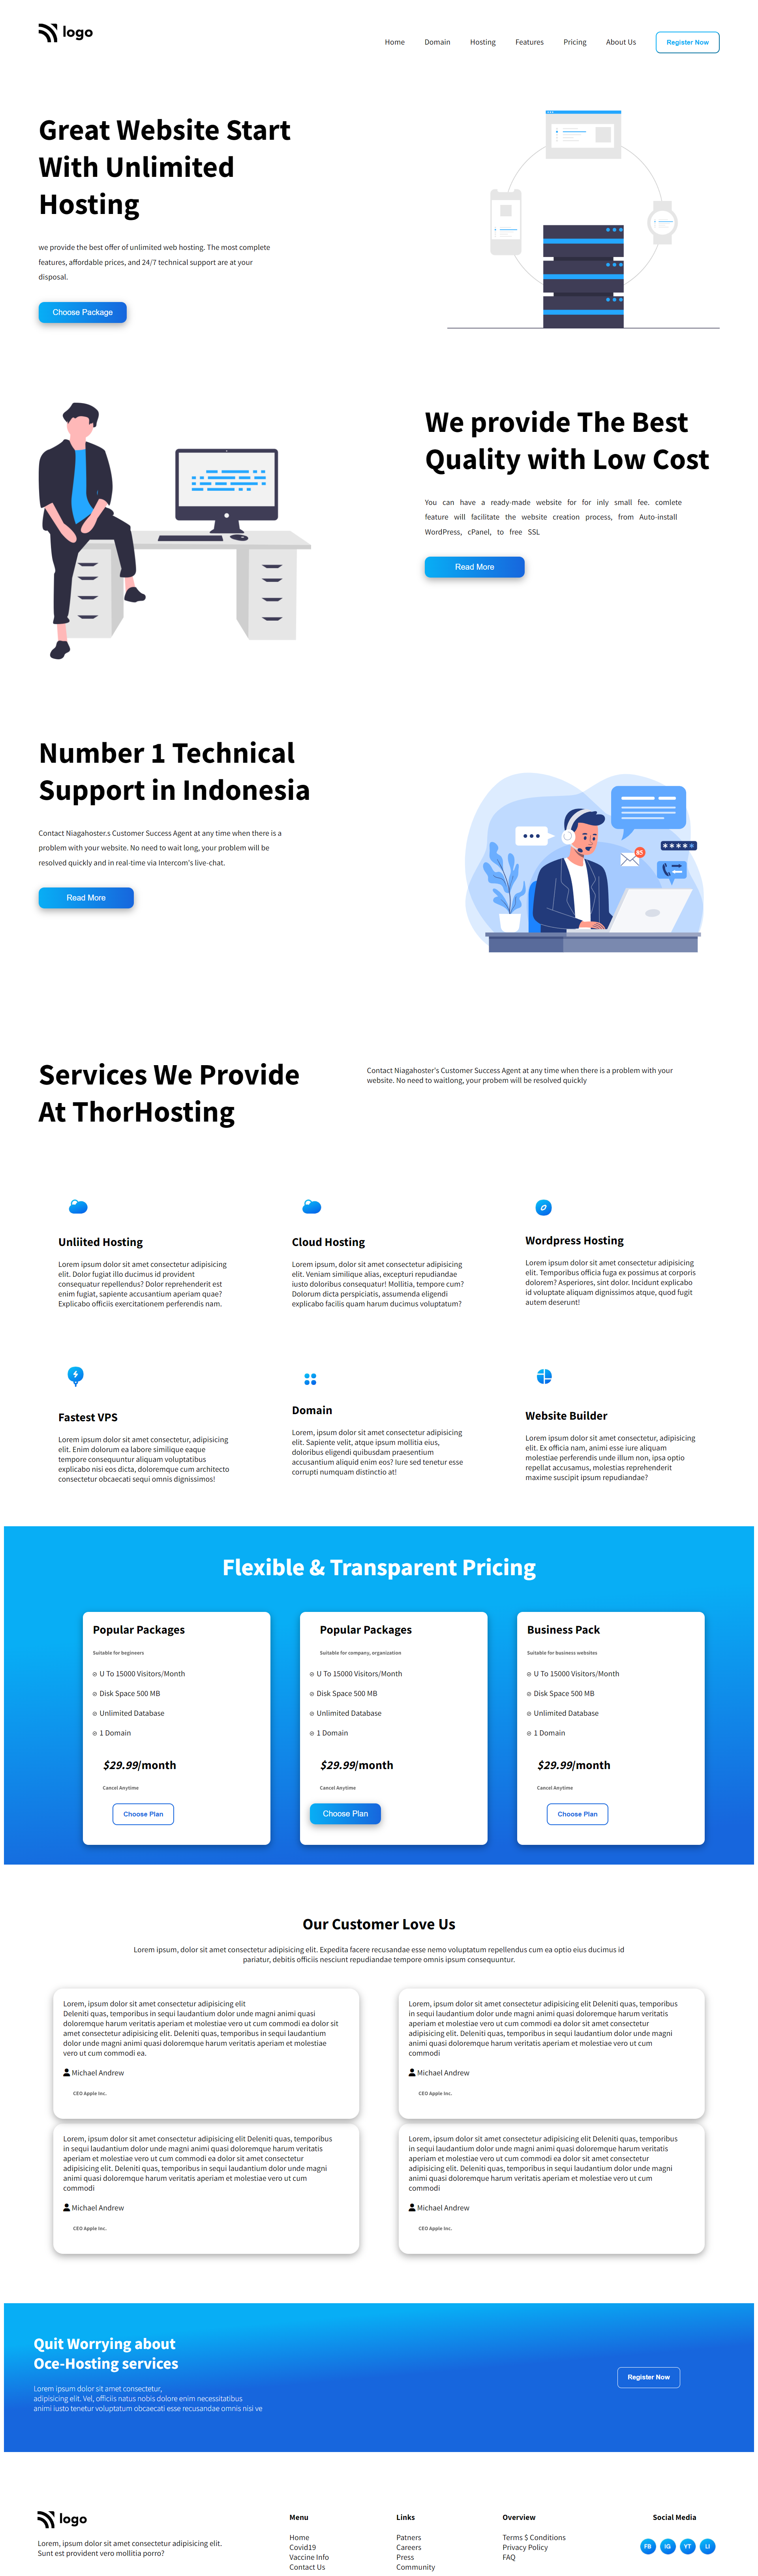 logo
Home Domain Hosting Features Pricing About Us Register Now
Great Website Start
With Unlimited
Hosting
we provide the best offer of unlimited web hosting. The most complete
features, affordable prices, and 24/7 technical support are at your
disposal.
Choose Package
We provide The Best
Quality with Low Cost
You can have a ready-made website for for inly small fee. comlete
feature will facilitate the website creation process, from Auto-install
WordPress, cPanel, to free SSL
Read More
Number 1 Technical
Support in Indonesia
Contact Niagahoster.s Customer Success Agent at any time when there is a
problem with your website. No need to wait long, your problem will be
resolved quickly and in real-time via Intercom's live-chat.
Read More
85
*****
Services We Provide
At ThorHosting
Contact Niagahoster's Customer Success Agent at any time when there is a problem with your
website. No need to waitlong, your probem will be resolved quickly
Unliited Hosting
Lorem ipsum dolor sit amet consectetur adipisicing
elit. Dolor fugiat illo ducimus id provident
consequatur repellendus? Dolor reprehenderit est
enim fugiat, sapiente accusantium aperiam quae?
Explicabo officiis exercitationem perferendis nam.
Cloud Hosting
Lorem ipsum, dolor sit amet consectetur adipisicing
elit. Veniam similique alias, excepturi repudiandae
iusto doloribus consequatur! Mollitia, tempore cum?
Dolorum dicta perspiciatis, assumenda eligendi
explicabo facilis quam harum ducimus voluptatum?
Wordpress Hosting
Lorem ipsum dolor sit amet consectetur adipisicing
elit. Temporibus officia fuga ex possimus at corporis
dolorem? Asperiores, sint dolor. Incidunt explicabo
id voluptate aliquam dignissimos atque, quod fugit
autem deserunt!
Fastest VPS
Lorem ipsum dolor sit amet consectetur, adipisicing
elit. Enim dolorum ea labore similique eaque
tempore consequuntur aliquam voluptatibus
explicabo nisi eos dicta, doloremque cum architecto
consectetur obcaecati sequi omnis dignissimos!
Domain
Lorem, ipsum dolor sit amet consectetur adipisicing
elit. Sapiente velit, atque ipsum mollitia eius,
doloribus eligendi quibusdam praesentium
accusantium aliquid enim eos? Iure sed tenetur esse
corrupti numquam distinctio at!
Website Builder
Lorem ipsum dolor sit amet consectetur, adipisicing
elit. Ex officia nam, animi esse iure aliquam
molestiae perferendis unde illum non, ipsa optio
repellat accusamus, molestias reprehenderit
maxime suscipit ipsum repudiandae?
Flexible & Transparent Pricing
Popular Packages
Suitable for begineers
U To 15000 Visitors/Month
Disk Space 500 MB
Unlimited Database
1 Domain
$29.99/month
Cancel Anytime
Choose Plan
Popular Packages
Suitable for company, organization
U To 15000 Visitors/Month
Disk Space 500 MB
Unlimited Database
1 Domain
$29.99/month
Cancel Anytime
Choose Plan
Business Pack
Suitable for business websites
U To 15000 Visitors/Month
Disk Space 500 MB
Unlimited Database
1 Domain
$29.99/month
Cancel Anytime
Choose Plan
Our Customer Love Us
Lorem ipsum, dolor sit amet consectetur adipisicing elit. Expedita facere recusandae esse nemo voluptatum repellendus cum ea optio eius ducimus id
pariatur, debitis officiis nesciunt repudiandae tempore omnis ipsum consequuntur.
Lorem, ipsum dolor sit amet consectetur adipisicing elit
Deleniti quas, temporibus in sequi laudantium dolor unde magni animi quasi
doloremque harum veritatis aperiam et molestiae vero ut cum commodi ea dolor sit
amet consectetur adipisicing elit. Deleniti quas, temporibus in sequi laudantium
dolor unde magni animi quasi doloremque harum veritatis aperiam et molestiae
vero ut cum commodi ea.
Michael Andrew
CEO Apple Inc.
Lorem, ipsum dolor sit amet consectetur adipisicing elit Deleniti quas, temporibus
in sequi laudantium dolor unde magni animi quasi doloremque harum veritatis
aperiam et molestiae vero ut cum commodi ea dolor sit amet consectetur
adipisicing elit. Deleniti quas, temporibus in sequi laudantium dolor unde magni
animi quasi doloremque harum veritatis aperiam et molestiae vero ut cum
commodi
Michael Andrew
CEO Apple Inc.
Lorem, ipsum dolor sit amet consectetur adipisicing elit Deleniti quas, temporibus
in sequi laudantium dolor unde magni animi quasi doloremque harum veritatis
aperiam et molestiae vero ut cum commodi ea dolor sit amet consectetur
adipisicing elit. Deleniti quas, temporibus in sequi laudantium dolor unde magni
animi quasi doloremque harum veritatis aperiam et molestiae vero ut cum
commodi
Michael Andrew
CEO Apple Inc.
Lorem, ipsum dolor sit amet consectetur adipisicing elit Deleniti quas, temporibus
in sequi laudantium dolor unde magni animi quasi doloremque harum veritatis
aperiam et molestiae vero ut cum commodi ea dolor sit amet consectetur
adipisicing elit. Deleniti quas, temporibus in sequi laudantium dolor unde magni
animi quasi doloremque harum veritatis aperiam et molestiae vero ut cum
commodi
Michael Andrew
CEO Apple Inc.
Quit Worrying about
Oce-Hosting services
Lorem ipsum dolor sit amet consectetur,
adipisicing elit. Vel, officiis natus nobis dolore enim necessitatibus
animi iusto tenetur voluptatum obcaecati esse recusandae omnis nisi ve
Register Now
logo
Lorem, ipsum dolor sit amet consectetur adipisicing elit.
Sunt est provident vero mollitia porro?
Menu
Home
Covid19
Vaccine Info
Contact Us
Links
Patners
Careers
Press
Community
Overview
Terms $ Conditions
Privacy Policy
FAQ
Social Media
FB IG YT LI